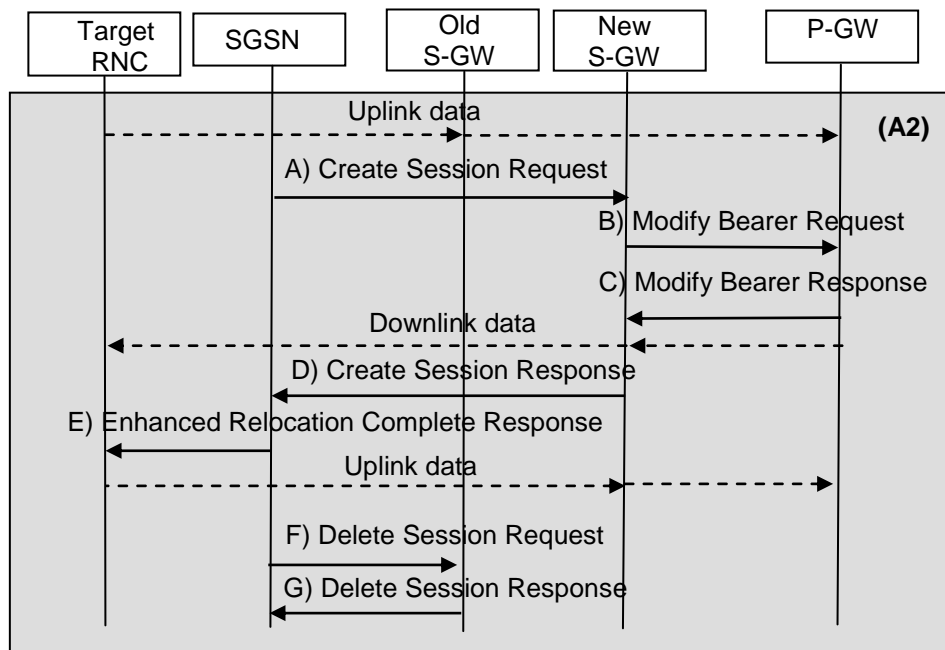 Target
RNC
SGSN
Old
S-GW
New
S-GW
P-GW
(A2)
Uplink data
A) Create Session Request
B) Modify Bearer Request
C) Modify Bearer Response
Downlink data
D) Create Session Response
E) Enhanced Relocation Complete Response
Uplink data
F) Delete Session Request
G) Delete Session Response